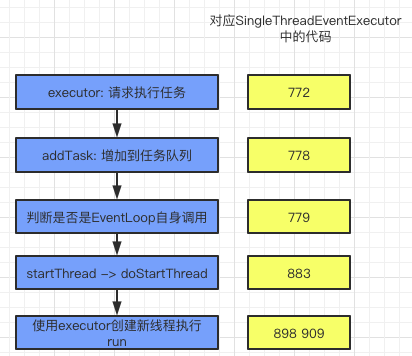 对应SingleThreadEventExecutor
中的代码
executor: 请求执行任务
772
addTask: 增加到任务队列
778
判断是否是EventLoop自身调用
779
startThread -> doStartThread
883
使用executor创建新线程执行
run
898 909